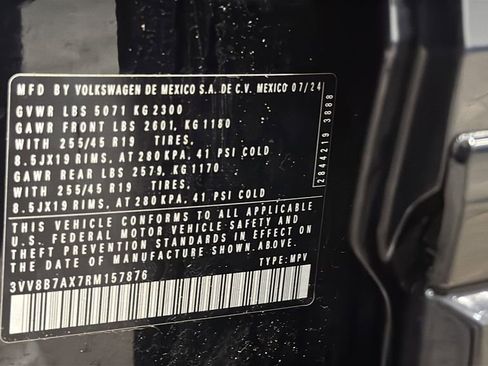 MFD BY VOLKSWAGEN DE MEXICO S.A. DE C.V. MEXICO 07/24
GVWR LBS 5071 KG 2300
GAWR FRONT LBS 2601, KG 1180
WITH 255/45 R19 TIRES,
8.5JX19 RIMS, AT 280 KPA, 41 PSI COLD
GAWR REAR LBS 2579, KG 1170
WITH 255/45 R19 TIRES,
8.5JX19 RIMS, AT 280 KPA, 41 PSI COLD
THIS VEHICLE CONFORMS TO ALL APPLICABLE
U.S. FEDERAL MOTOR VEHICLE SAFETY AND
THEFT PREVENTION STANDARDS IN EFFECT ON
THE DATE OF MANUFACTURE SHOWN ABOVE.
3VV8B7AX7RM157876 TYPE: MPV
2844219 3888